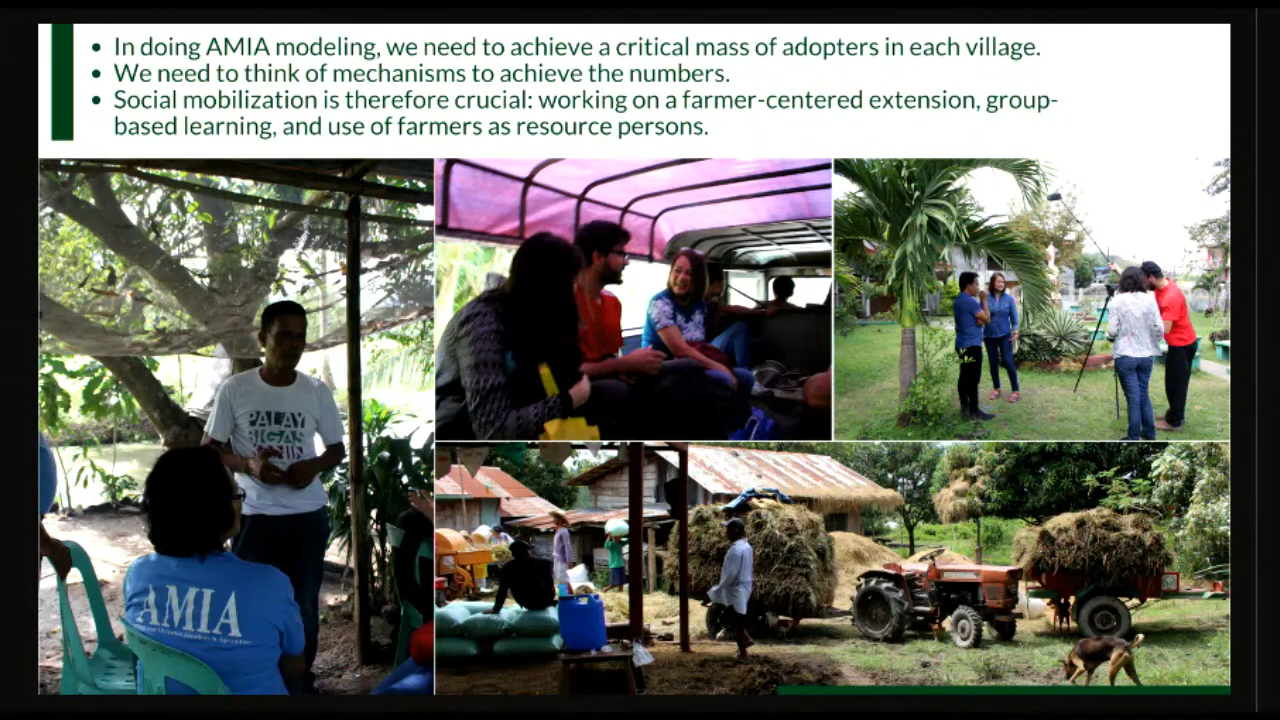 • In doing AMIA modeling, we need to achieve a critical mass of adopters in each village.
• We need to think of mechanisms to achieve the numbers.
• Social mobilization is therefore crucial: working on a farmer-centered extension, group-
based learning, and use of farmers as resource persons.
PALAY
BIGAS
AMIA